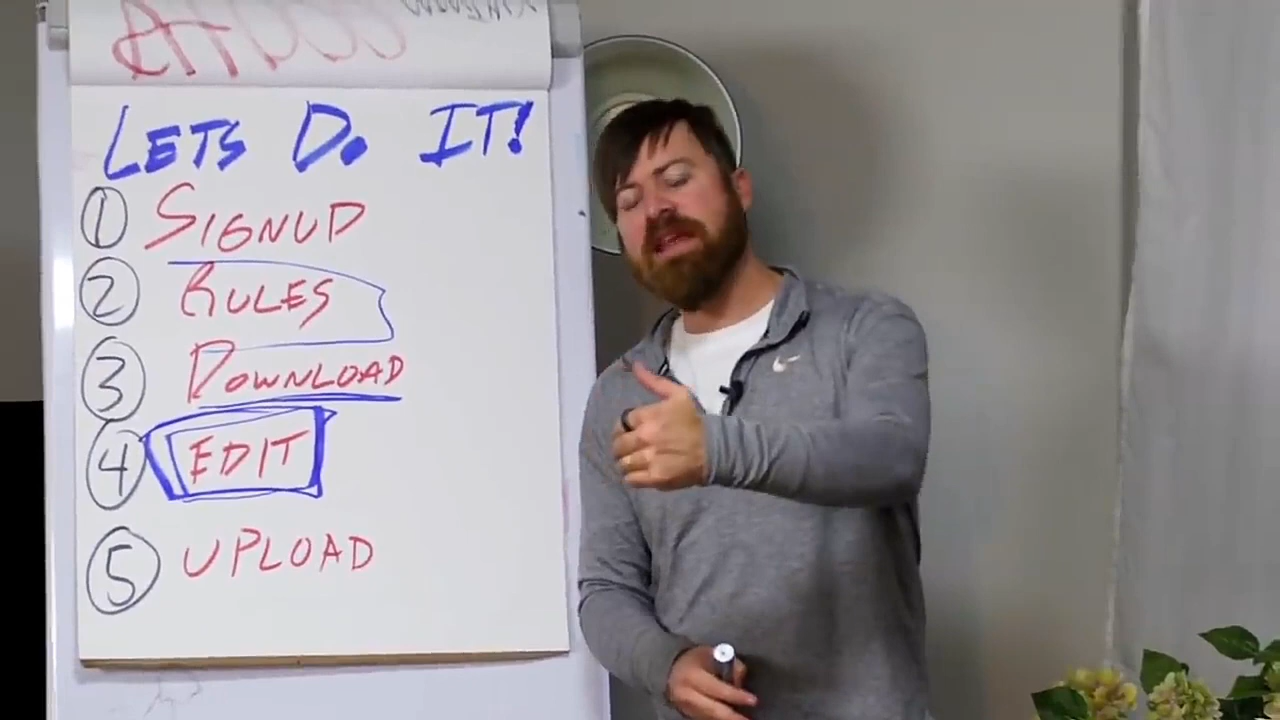 LETS DO IT!
1 SIGNUP
2 RULES
3 DOWNLOAD
4 EDIT
5 UPLOAD